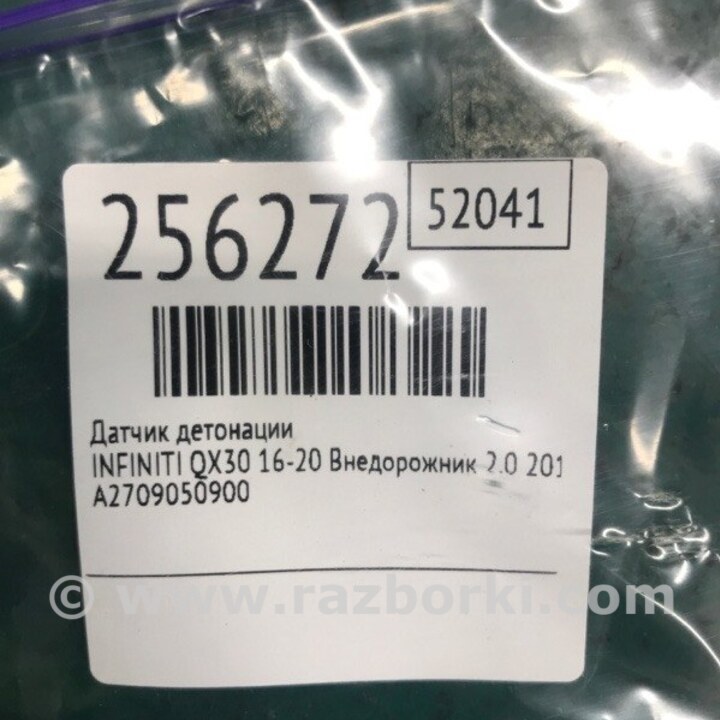 256272
52041
Датчик детонации
INFINITI QX30 16-20 Внедорожник 2.0 201
A2709050900
© www.razborki.com